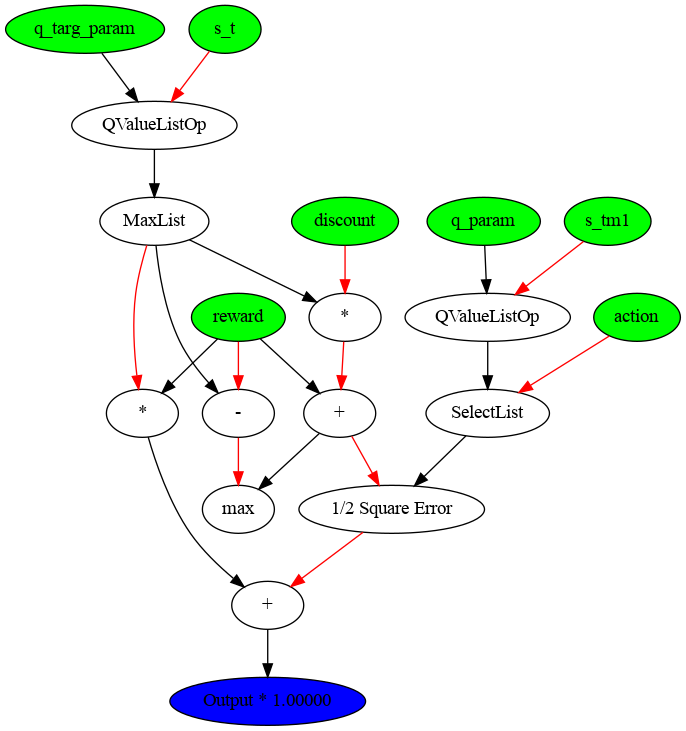 q_targ_param
s_t
QValueListOp
MaxList
discount
q_param
s_tm1
reward
*
QValueListOp
action
*
-
+
SelectList
max
1/2 Square Error
+
Output * 1.00000